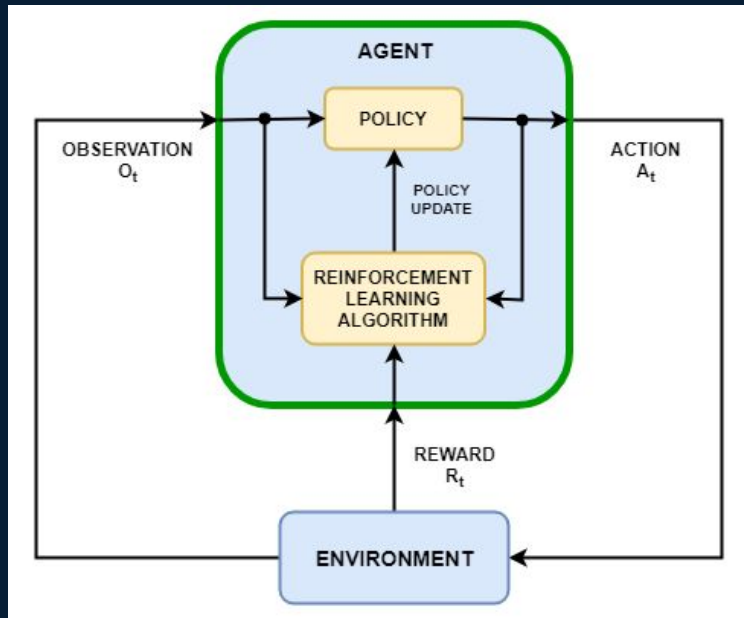 AGENT
POLICY
OBSERVATION
Oₜ
ACTION
Aₜ
POLICY
UPDATE
REINFORCEMENT
LEARNING
ALGORITHM
REWARD
Rₜ
ENVIRONMENT